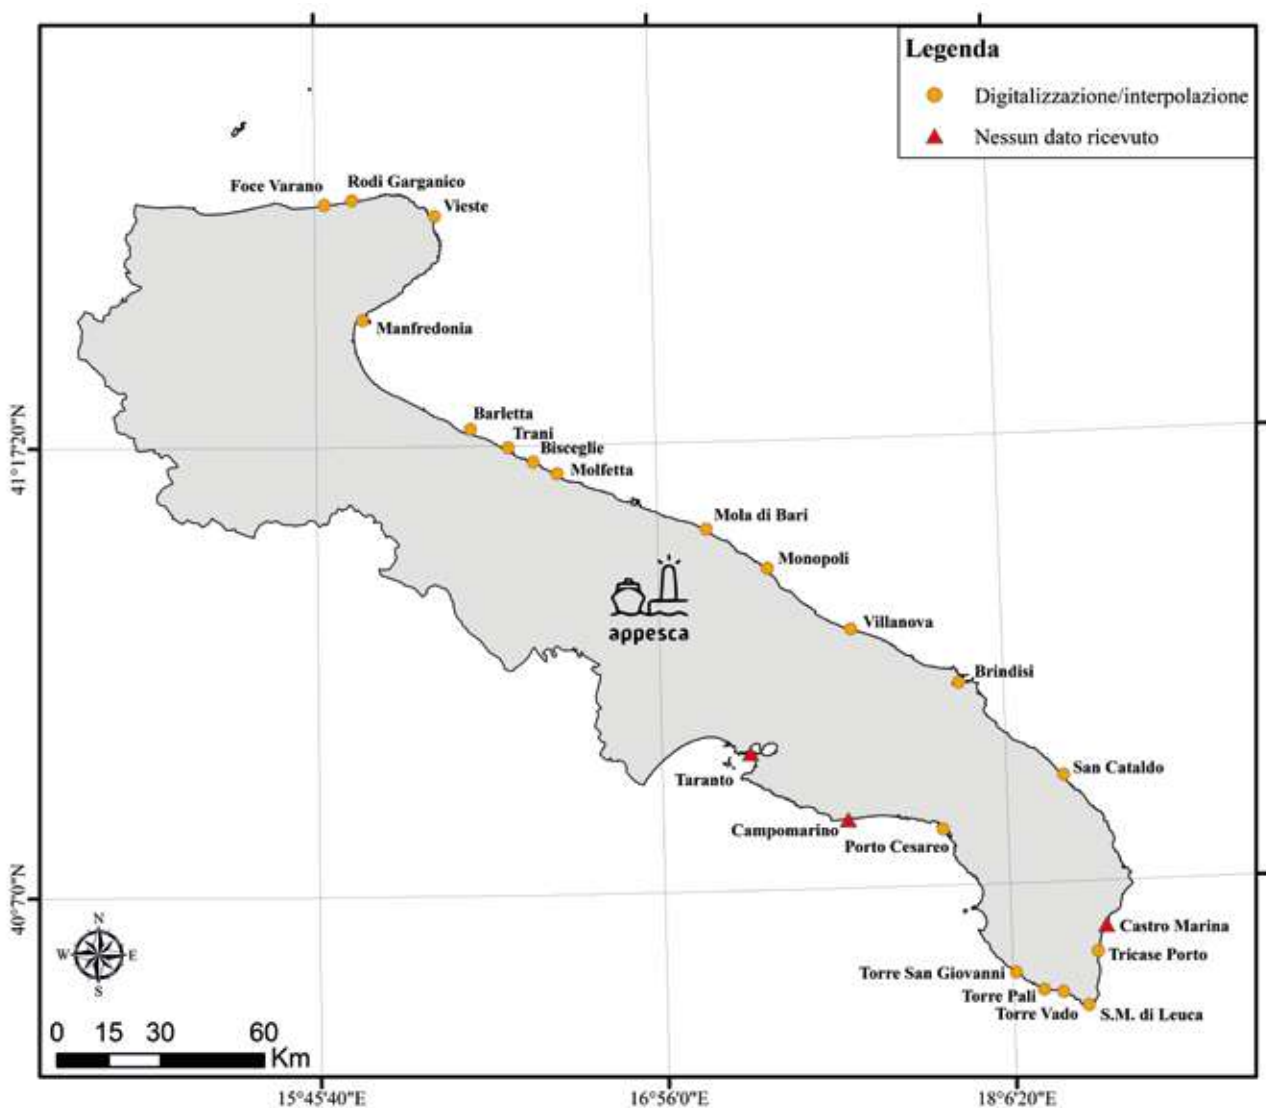 Legenda
Digitalizzazione/interpolazione
Nessun dato ricevuto
Rodi Garganico
Foce Varano
Vieste
Manfredonia
Barletta
Trani
Bisceglie
Molfetta
41°17'20"N
Mola di Bari
Monopoli
appesca
Villanova
Brindisi
San Cataldo
Taranto
Campomarino
Porto Cesareo
40°7'0"N
N
W
E
S
Castro Marina
Tricase Porto
Torre San Giovanni
Torre Pali
Torre Vado
S.M. di Leuca
0 15 30 60
Km
15°45'40"E
16°56'0"E
18°6'20"E